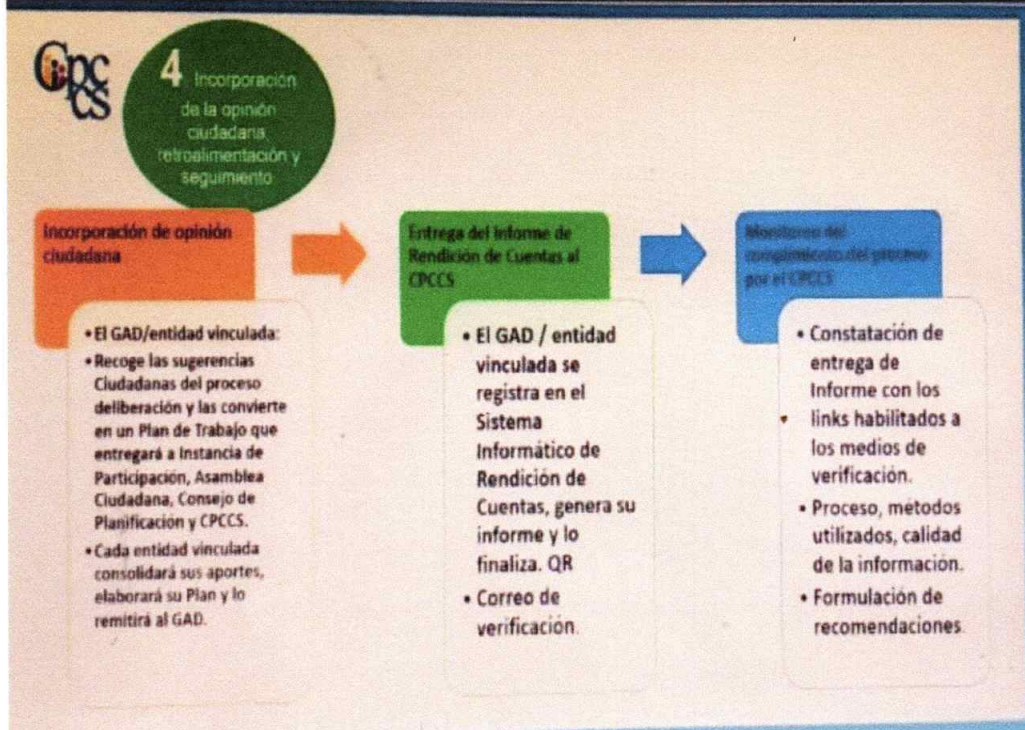 Cpccs
4 Incorporación
de la opinión
ciudadana,
retroalimentación y
seguimiento
Incorporación de opinión
ciudadana
• El GAD/entidad vinculada:
• Recoge las sugerencias
Ciudadanas del proceso
deliberación y las convierte
en un Plan de Trabajo que
entregará a Instancia de
Participación, Asamblea
Ciudadana, Consejo de
Planificación y CPCCS.
• Cada entidad vinculada
consolidará sus aportes,
elaborará su Plan y lo
remitirá al GAD.
Entrega del Informe de
Rendición de Cuentas al
CPCCS
• El GAD / entidad
vinculada se
registra en el
Sistema
Informático de
Rendición de
Cuentas, genera su
informe y lo
finaliza. QR
• Correo de
verificación.
Monitoreo del
cumplimiento del proceso
por el CPCCS
• Constatación de
entrega de
Informe con los
links habilitados a
los medios de
verificación.
• Proceso, métodos
utilizados, calidad
de la información.
• Formulación de
recomendaciones.